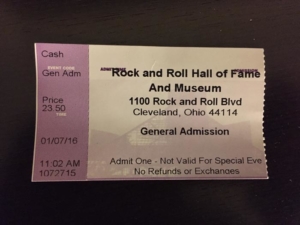 Cash
Gen Adm
Price
23.50
01/07/16
11:02 AM
1072715
Rock and Roll Hall of Fame
And Museum
1100 Rock and Roll Blvd
Cleveland, Ohio 44114
General Admission
Admit One - Not Valid For Special Eve
No Refunds or Exchanges